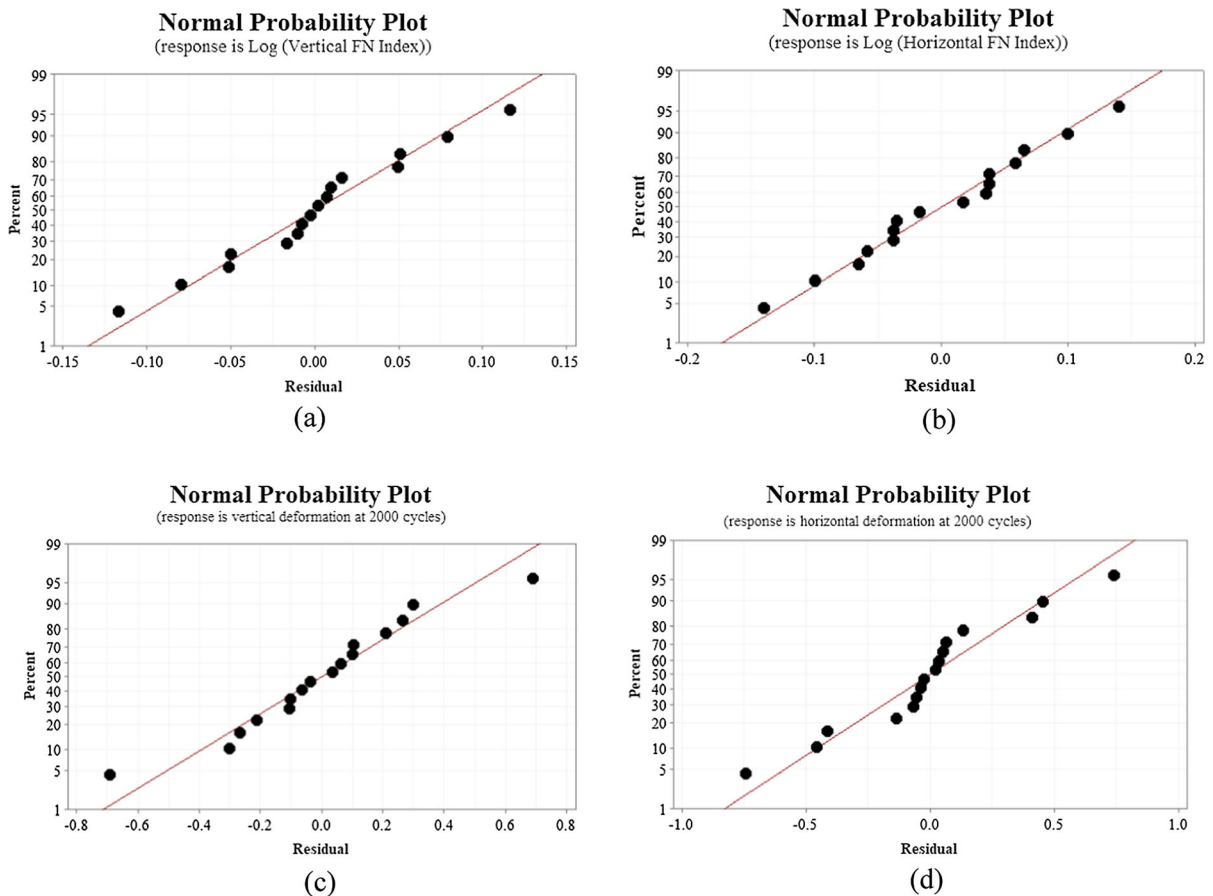 Normal Probability Plot
(response is Log (Vertical FN Index))
99
95
90
80
70
60
50
40
30
20
10
5
1
Percent
-0.15 -0.10 -0.05 0.00 0.05 0.10 0.15
Residual
(a)
Normal Probability Plot
(response is Log (Horizontal FN Index))
99
95
90
80
70
60
50
40
30
20
10
5
1
Percent
-0.2 -0.1 0.0 0.1 0.2
Residual
(b)
Normal Probability Plot
(response is vertical deformation at 2000 cycles)
99
95
90
80
70
60
50
40
30
20
10
5
1
Percent
-0.8 -0.6 -0.4 -0.2 0.0 0.2 0.4 0.6 0.8
Residual
(c)
Normal Probability Plot
(response is horizontal deformation at 2000 cycles)
99
95
90
80
70
60
50
40
30
20
10
5
1
Percent
-1.0 -0.5 0.0 0.5 1.0
Residual
(d)